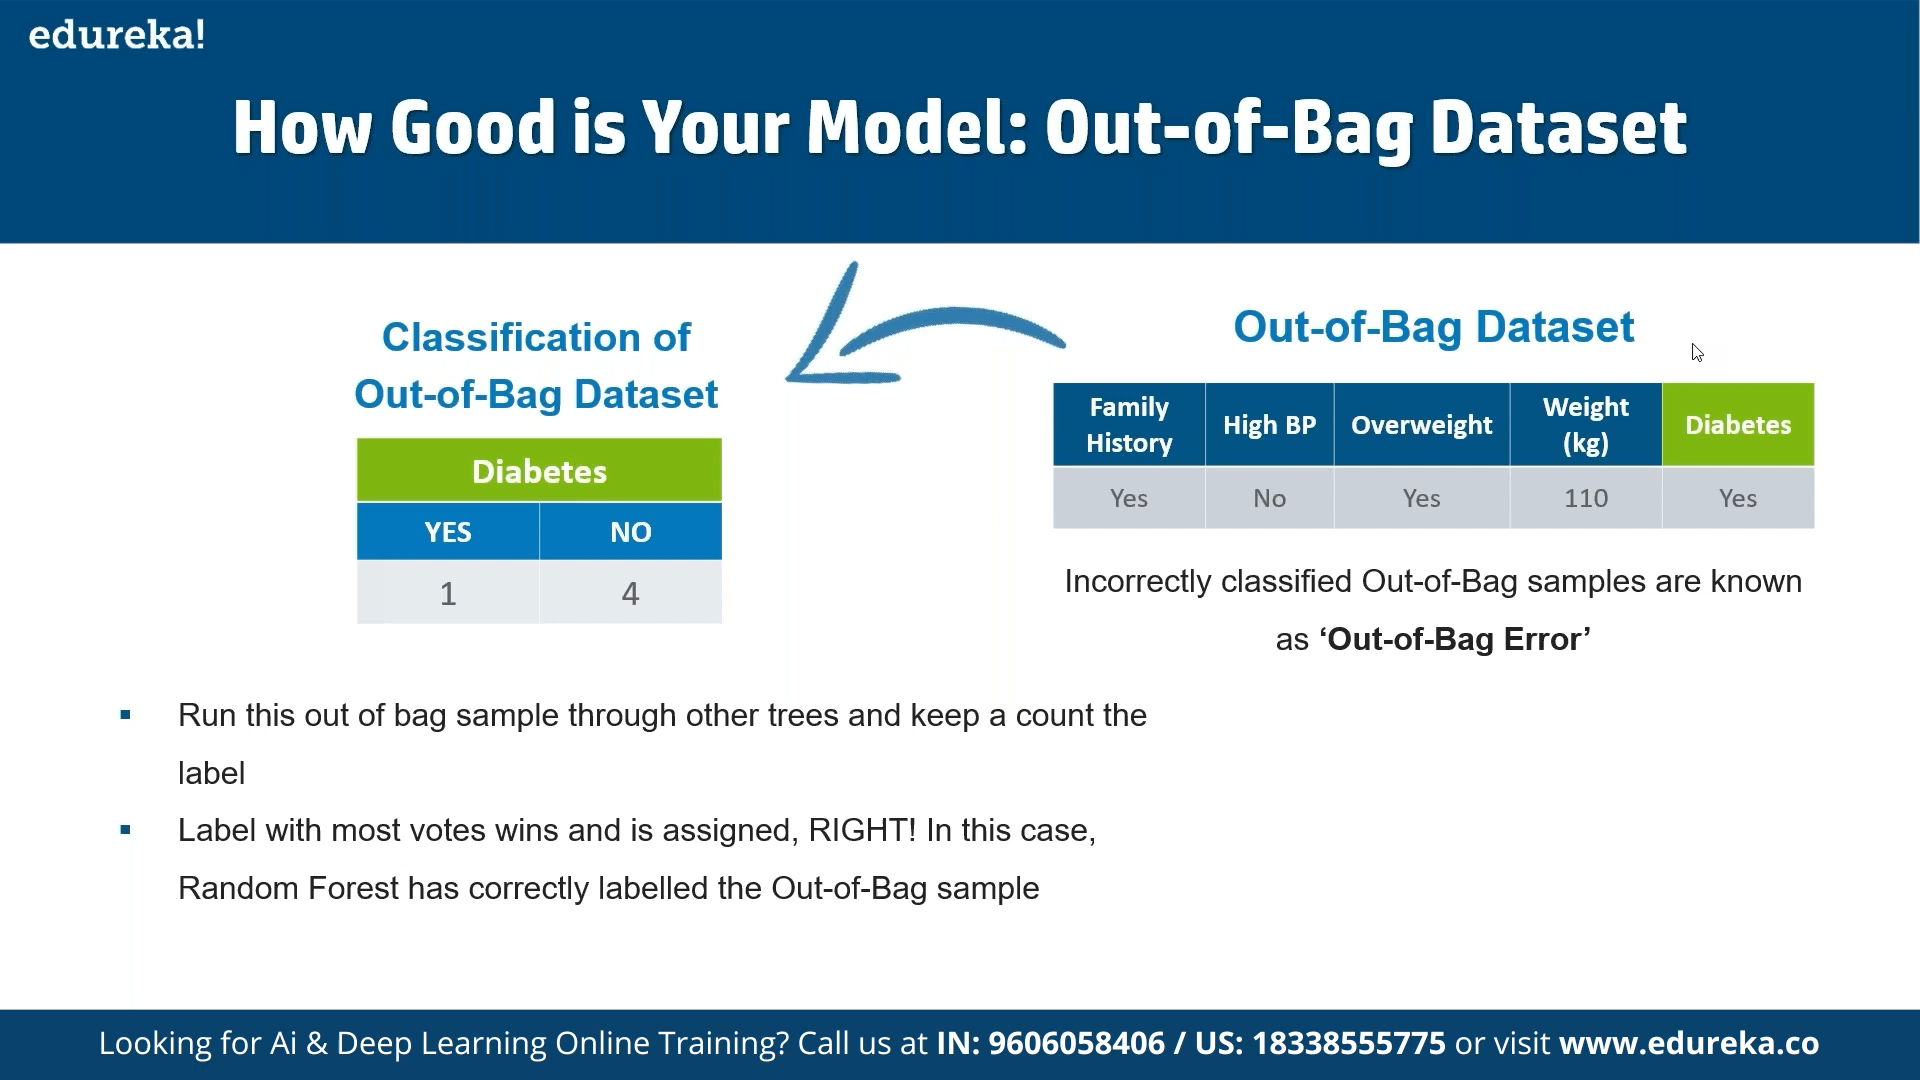 edureka!
How Good is Your Model: Out-of-Bag Dataset
Classification of
Out-of-Bag Dataset
Diabetes
YES NO
1 4
Out-of-Bag Dataset
Family History High BP Overweight Weight (kg) Diabetes
Yes No Yes 110 Yes
Incorrectly classified Out-of-Bag samples are known
as ‘Out-of-Bag Error’
▪ Run this out of bag sample through other trees and keep a count the
label
▪ Label with most votes wins and is assigned, RIGHT! In this case,
Random Forest has correctly labelled the Out-of-Bag sample
Looking for Ai & Deep Learning Online Training? Call us at IN: 9606058406 / US: 18338555775 or visit www.edureka.co